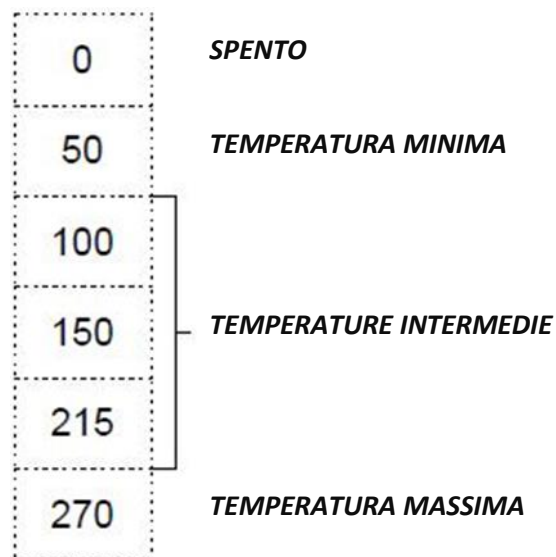 0 SPENTO
50 TEMPERATURA MINIMA
100
150 TEMPERATURE INTERMEDIE
215
270 TEMPERATURA MASSIMA